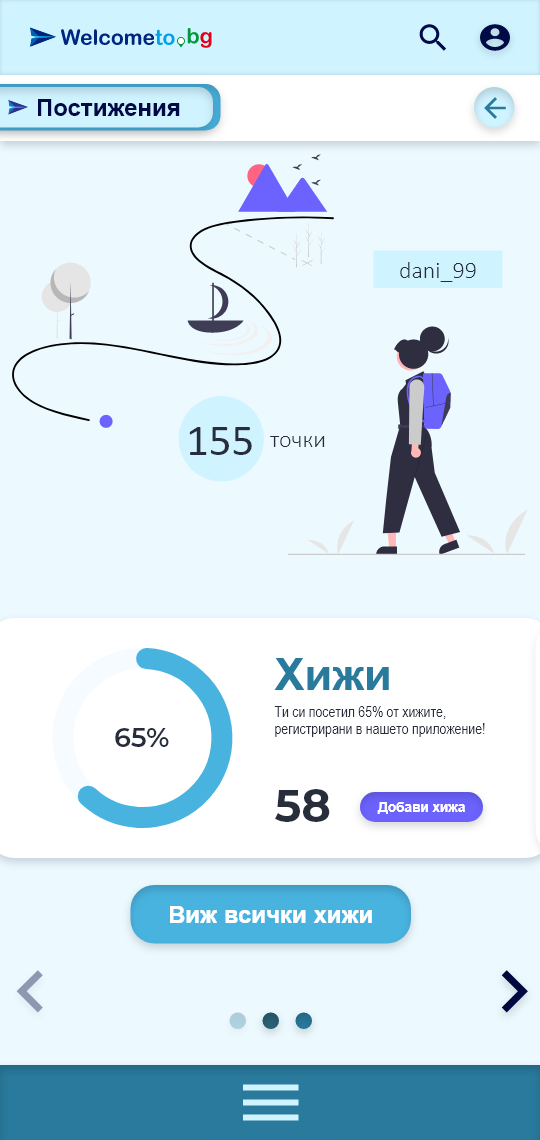 Welcometo.bg
Постижения
dani_99
155 точки
65%
Хижи
Ти си посетил 65% от хижите,
регистрирани в нашето приложение!
58
Добави хижа
Виж всички хижи